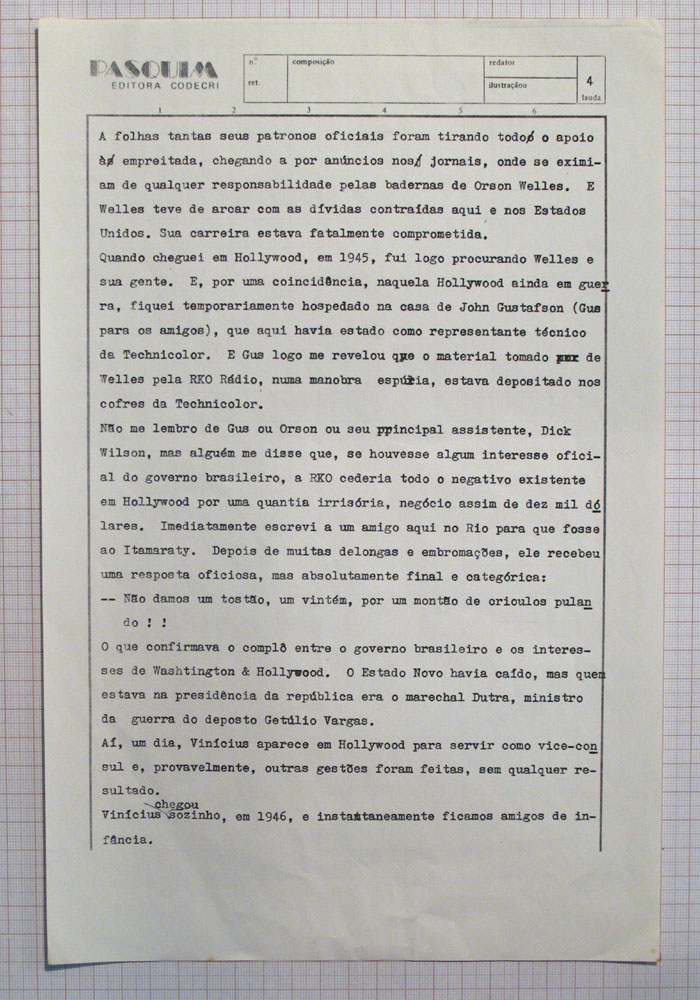 PASQUIM
EDITORA CODECRI
n.º
ret.
composição
redator
ilustração
4
lauda
1 2 3 4 5 6
A folhas tantas seus patronos oficiais foram tirando todo o apoio
à empreitada, chegando a por anúncios nos jornais, onde se eximi-
am de qualquer responsabilidade pelas badernas de Orson Welles. E
Welles teve de arcar com as dívidas contraídas aqui e nos Estados
Unidos. Sua carreira estava fatalmente comprometida.
Quando cheguei em Hollywood, em 1945, fui logo procurando Welles e
sua gente. E, por uma coincidência, naquela Hollywood ainda em guer
ra, fiquei temporariamente hospedado na casa de John Gustafson (Gus
para os amigos), que aqui havia estado como representante técnico
da Technicolor. E Gus logo me revelou que o material tomado de
Welles pela RKO Rádio, numa manobra espúria, estava depositado nos
cofres da Technicolor.
Não me lembro de Gus ou Orson ou seu principal assistente, Dick
Wilson, mas alguém me disse que, se houvesse algum interesse ofici-
al do governo brasileiro, a RKO cederia todo o negativo existente
em Hollywood por uma quantia irrisória, negócio assim de dez mil dó
lares. Imediatamente escrevi a um amigo aqui no Rio para que fosse
ao Itamaraty. Depois de muitas delongas e embromações, ele recebeu
uma resposta oficiosa, mas absolutamente final e categórica:
-- Não damos um tostão, um vintém, por um montão de crioulos pulan
do ! !
O que confirmava o complô entre o governo brasileiro e os interes-
ses de Washtington & Hollywood. O Estado Novo havia caído, mas quem
estava na presidência da república era o marechal Dutra, ministro
da guerra do deposto Getúlio Vargas.
Aí, um dia, Vinícius aparece em Hollywood para servir como vice-con
sul e, provavelmente, outras gestões foram feitas, sem qualquer re-
sultado.
chegou
Vinícius sozinho, em 1946, e instantaneamente ficamos amigos de in-
fância.